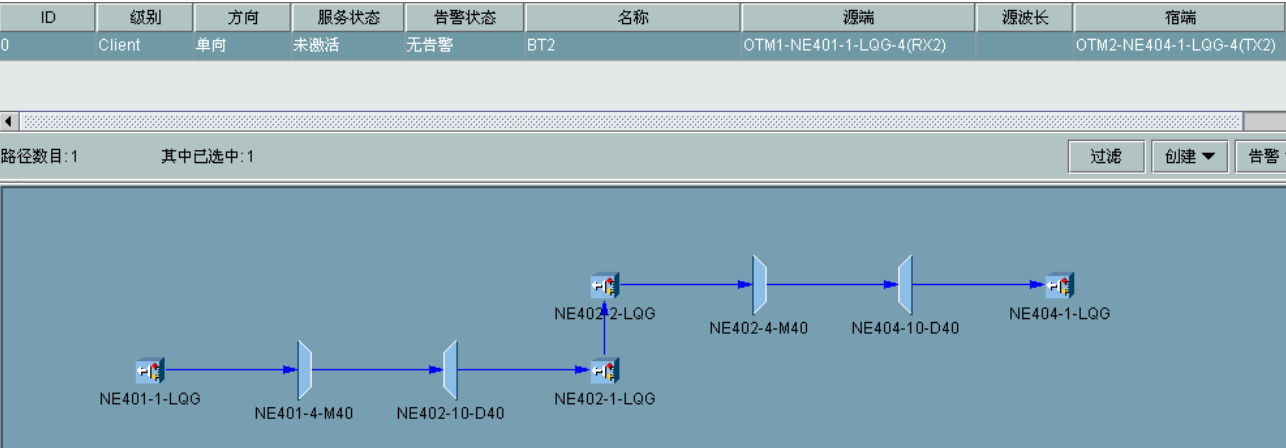 ID 级别 方向 服务状态 告警状态 名称 源端 源波长 宿端
0 Client 单向 未激活 无告警 BT2 OTM1-NE401-1-LQG-4(RX2) OTM2-NE404-1-LQG-4(TX2)
路径数目:1 其中已选中:1 过滤 创建 告警
NE402-2-LQG NE402-4-M40 NE404-10-D40 NE404-1-LQG
NE401-1-LQG NE401-4-M40 NE402-10-D40 NE402-1-LQG